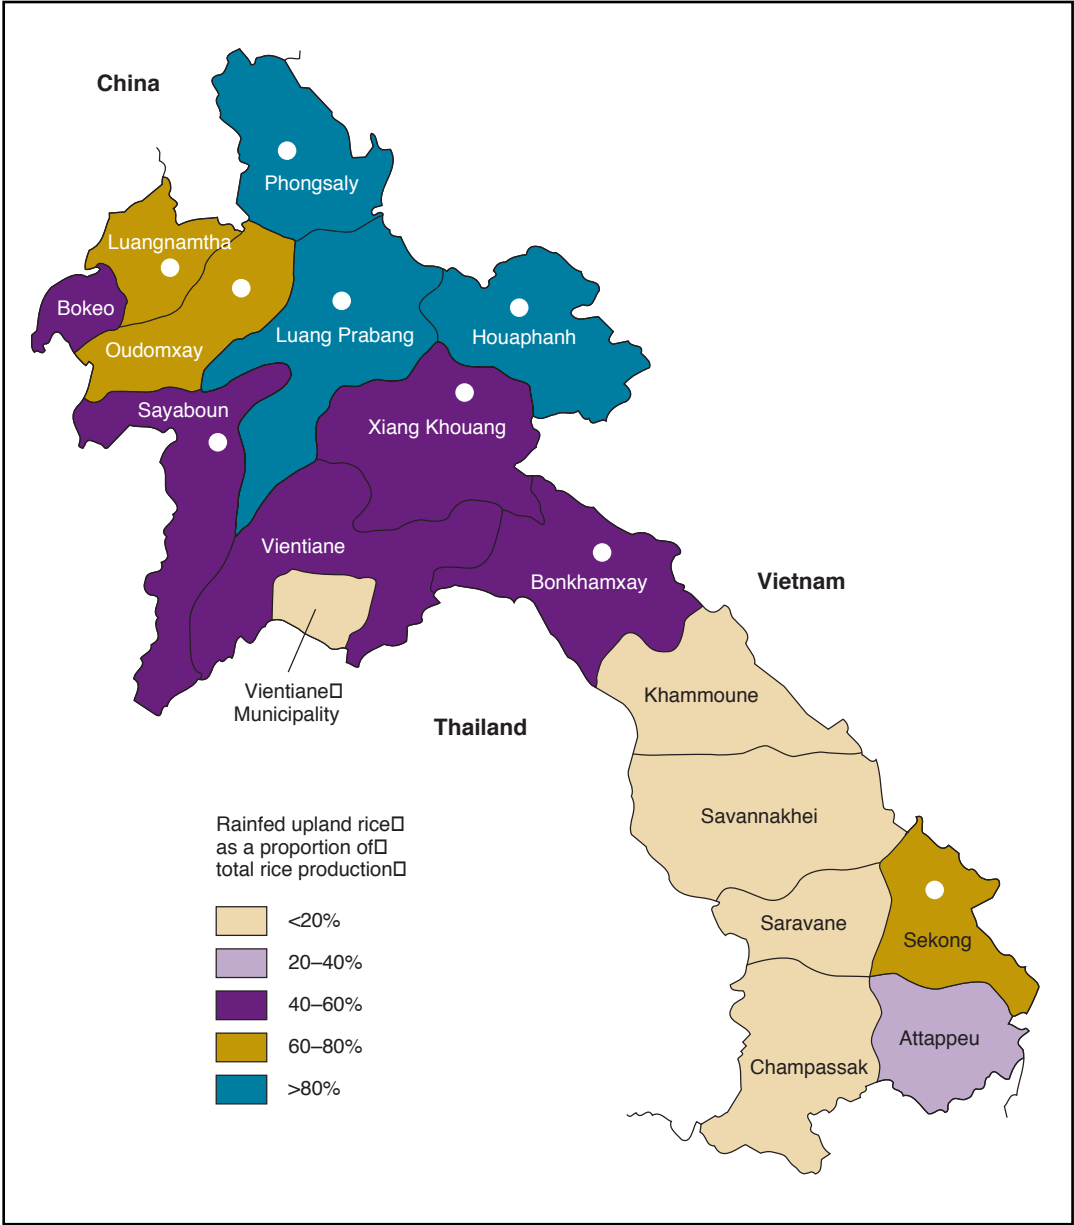 China
Phongsaly
Luangnamtha
Bokeo
Oudomxay
Luang Prabang
Houaphanh
Sayaboun
Xiang Khouang
Vientiane
Bonkhamxay
Vietnam
Vientiane
Municipality
Khammoune
Thailand
Savannakhei
Rainfed upland rice
as a proportion of
total rice production
<20%
20–40%
40–60%
60–80%
>80%
Saravane
Sekong
Attappeu
Champassak